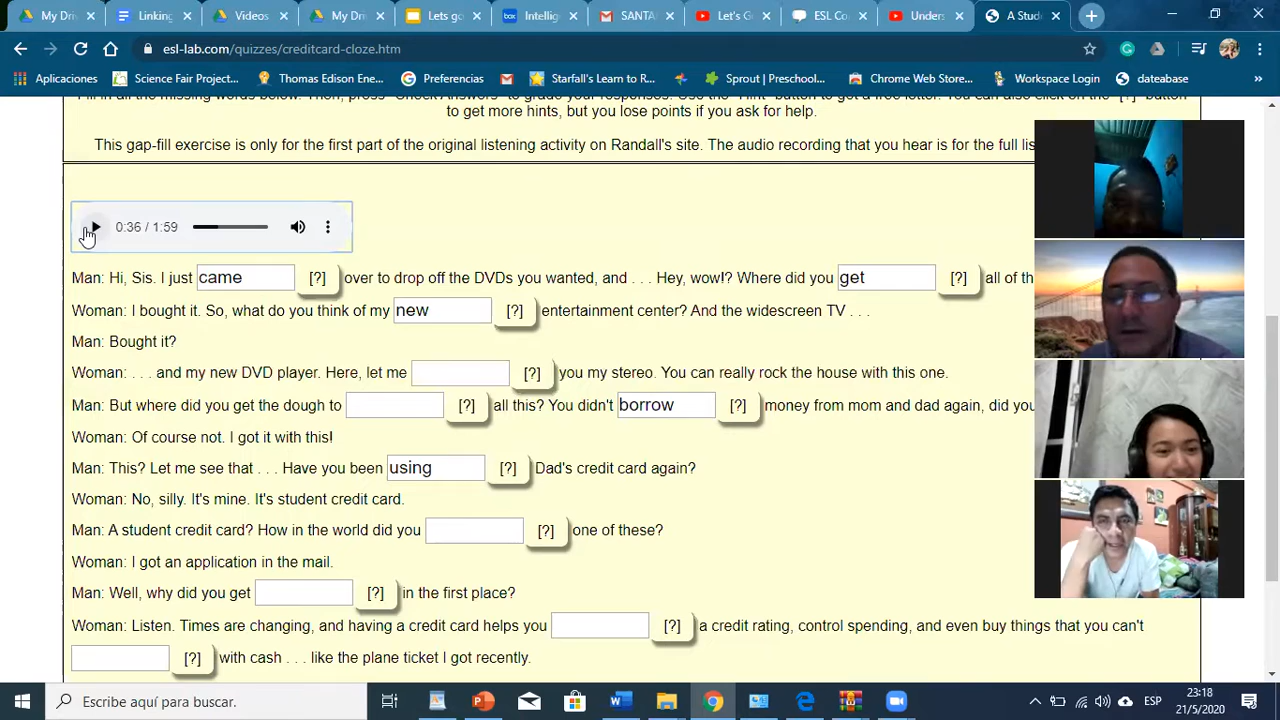 My Dri
Linking
Videos
My Dri
Lets go
Intellig
SANTA
Let's G
ESL Co
Unders
A Stude
esl-lab.com/quizzes/creditcard-cloze.htm
Aplicaciones
Science Fair Project...
Thomas Edison Ene...
Preferencias
Starfall's Learn to R...
Sprout | Preschool...
Chrome Web Store...
Workspace Login
dateabase
»
to get more hints, but you lose points if you ask for help.
This gap-fill exercise is only for the first part of the original listening activity on Randall's site. The audio recording that you hear is for the full
0:36 / 1:59
Man: Hi, Sis. I just came [?] over to drop off the DVDs you wanted, and . . . Hey, wow!? Where did you get [?] all of
Woman: I bought it. So, what do you think of my new [?] entertainment center? And the widescreen TV . . .
Man: Bought it?
Woman: . . . and my new DVD player. Here, let me [?] you my stereo. You can really rock the house with this one.
Man: But where did you get the dough to [?] all this? You didn't borrow [?] money from mom and dad again, did you
Woman: Of course not. I got it with this!
Man: This? Let me see that . . . Have you been using [?] Dad's credit card again?
Woman: No, silly. It's mine. It's student credit card.
Man: A student credit card? How in the world did you [?] one of these?
Woman: I got an application in the mail.
Man: Well, why did you get [?] in the first place?
Woman: Listen. Times are changing, and having a credit card helps you [?] a credit rating, control spending, and even buy things that you can't
[?] with cash . . . like the plane ticket I got recently.
Escribe aquí para buscar.
ESP
23:18
21/5/2020